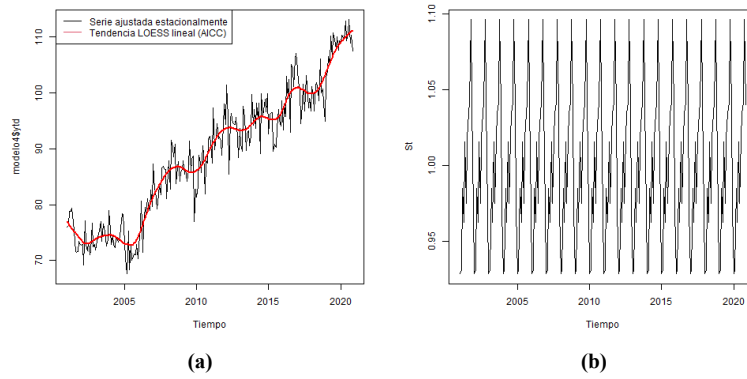 Serie ajustada estacionalmente
Tendencia LOESS lineal (AICC)
modelo4$ytd
70
80
90
100
110
2005
2010
2015
2020
Tiempo
(a)
St
0.95
1.00
1.05
1.10
2005
2010
2015
2020
Tiempo
(b)